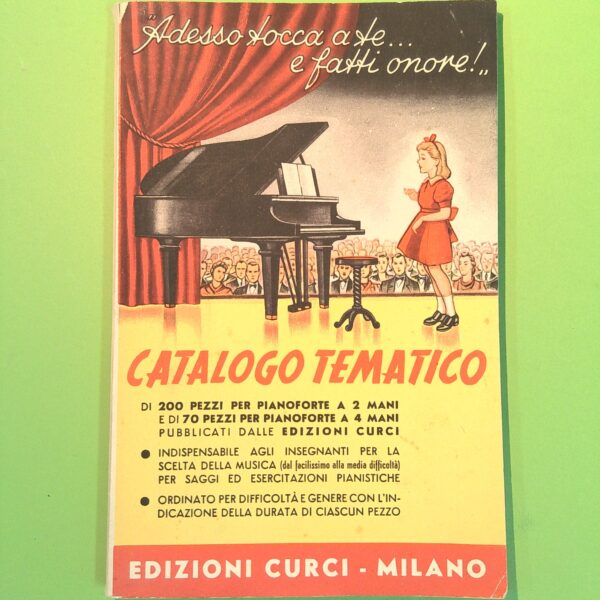 "Adesso tocca a te...
e fatti onore!„
CATALOGO TEMATICO
DI 200 PEZZI PER PIANOFORTE A 2 MANI
E DI 70 PEZZI PER PIANOFORTE A 4 MANI
PUBBLICATI DALLE EDIZIONI CURCI
● INDISPENSABILE AGLI INSEGNANTI PER LA
SCELTA DELLA MUSICA (dal facilissimo alla media difficoltà)
PER SAGGI ED ESERCITAZIONI PIANISTICHE
● ORDINATO PER DIFFICOLTÀ E GENERE CON L'IN-
DICAZIONE DELLA DURATA DI CIASCUN PEZZO
EDIZIONI CURCI - MILANO